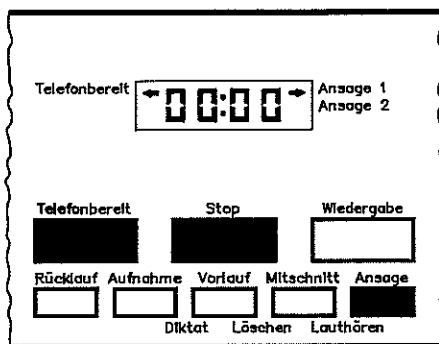 Telefonbereit 00:00 Ansage 1
Ansage 2
Telefonbereit Stop Wiedergabe
Rücklauf Aufnahme Vorlauf Mitschnitt Ansage
Diktat Löschen Lauthören